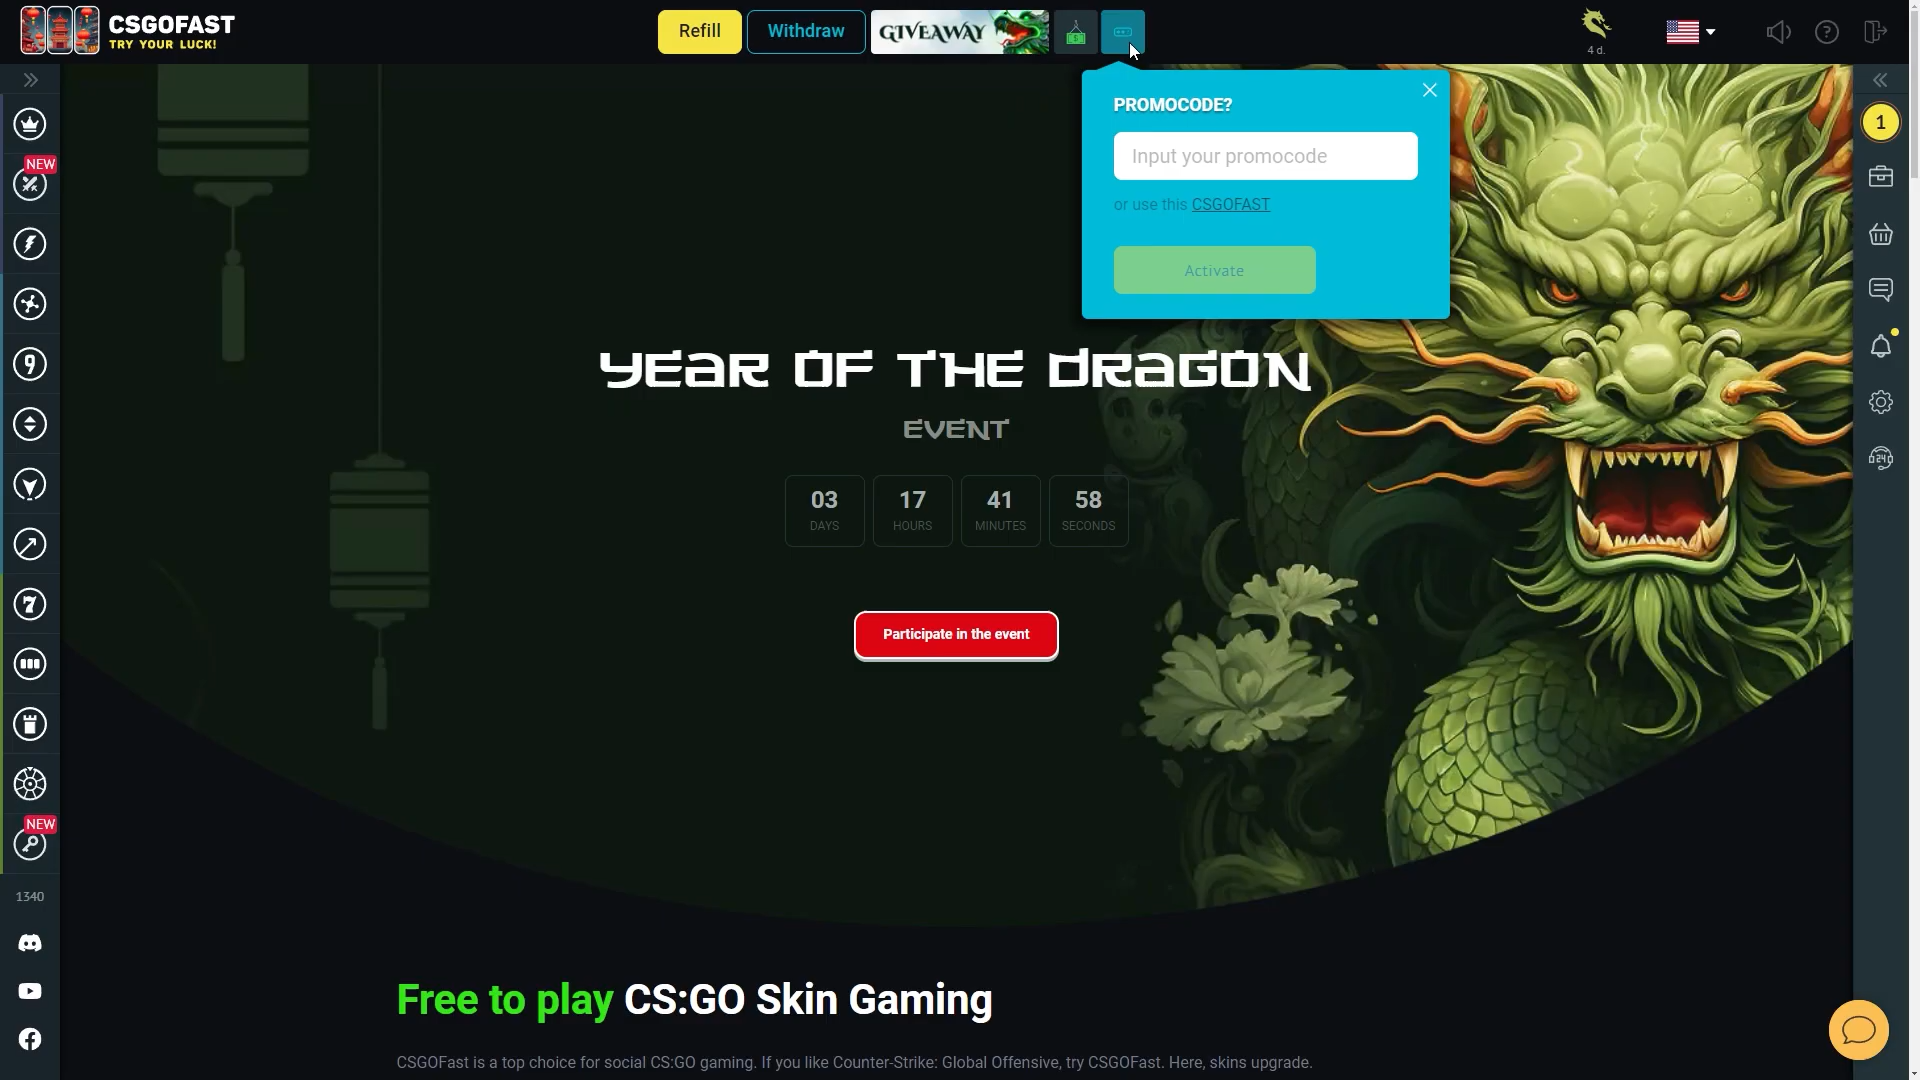 CSGOFAST
TRY YOUR LUCK!
Refill
Withdraw
GIVEAWAY
4 d.
PROMOCODE?
Input your promocode
or use this CSGOFAST
Activate
1
NEW
9
7
NEW
1340
24
YEAR OF THE DRAGON
EVENT
03 17 41 58
DAYS HOURS MINUTES SECONDS
Participate in the event
Free to play CS:GO Skin Gaming
CSGOFast is a top choice for social CS:GO gaming. If you like Counter-Strike: Global Offensive, try CSGOFast. Here, skins upgrade.